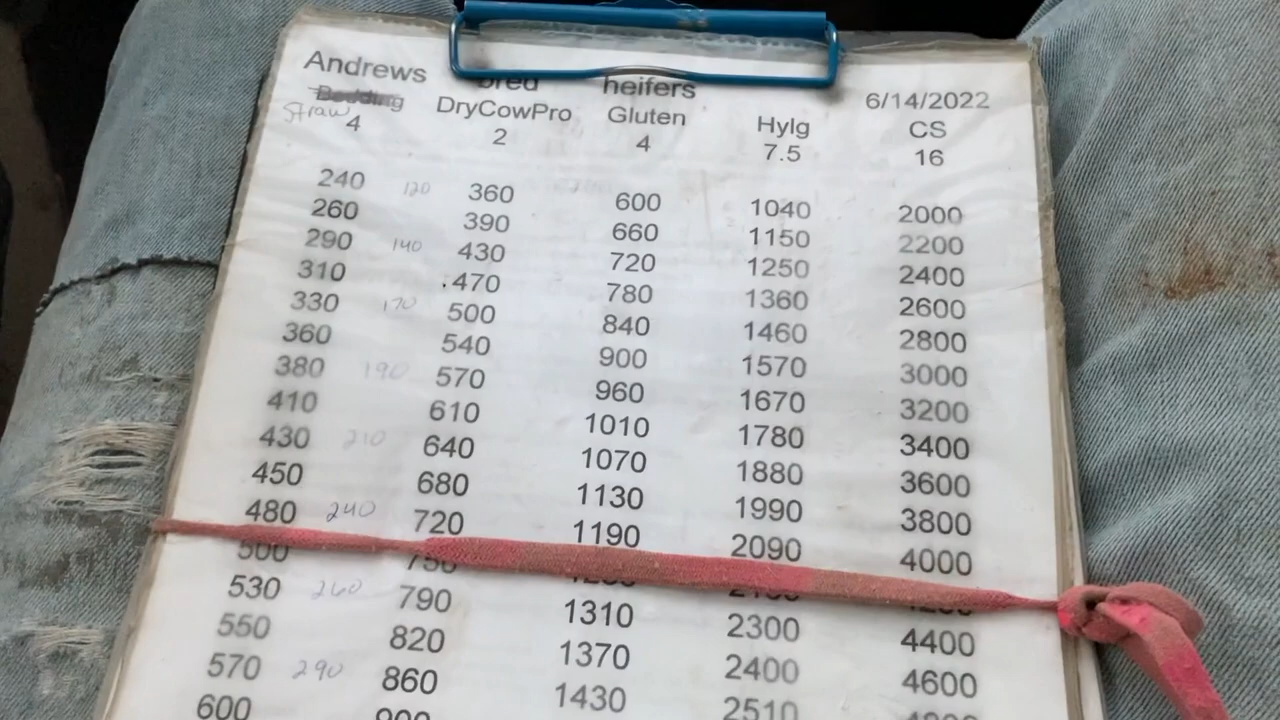 Andrews bred heifers 6/14/2022
Straw DryCowPro Gluten Hylg CS
4 2 4 7.5 16
240 120 360 600 1040 2000
260 390 660 1150 2200
290 140 430 720 1250 2400
310 470 780 1360 2600
330 170 500 840 1460 2800
360 540 900 1570 3000
380 190 570 960 1670 3200
410 610 1010 1780 3400
430 210 640 1070 1880 3600
450 680 1130 1990 3800
480 240 720 1190 2090 4000
500 750
530 260 790 1310 2300 4400
550 820 1370 2400 4600
570 290 860 1430 2510
600